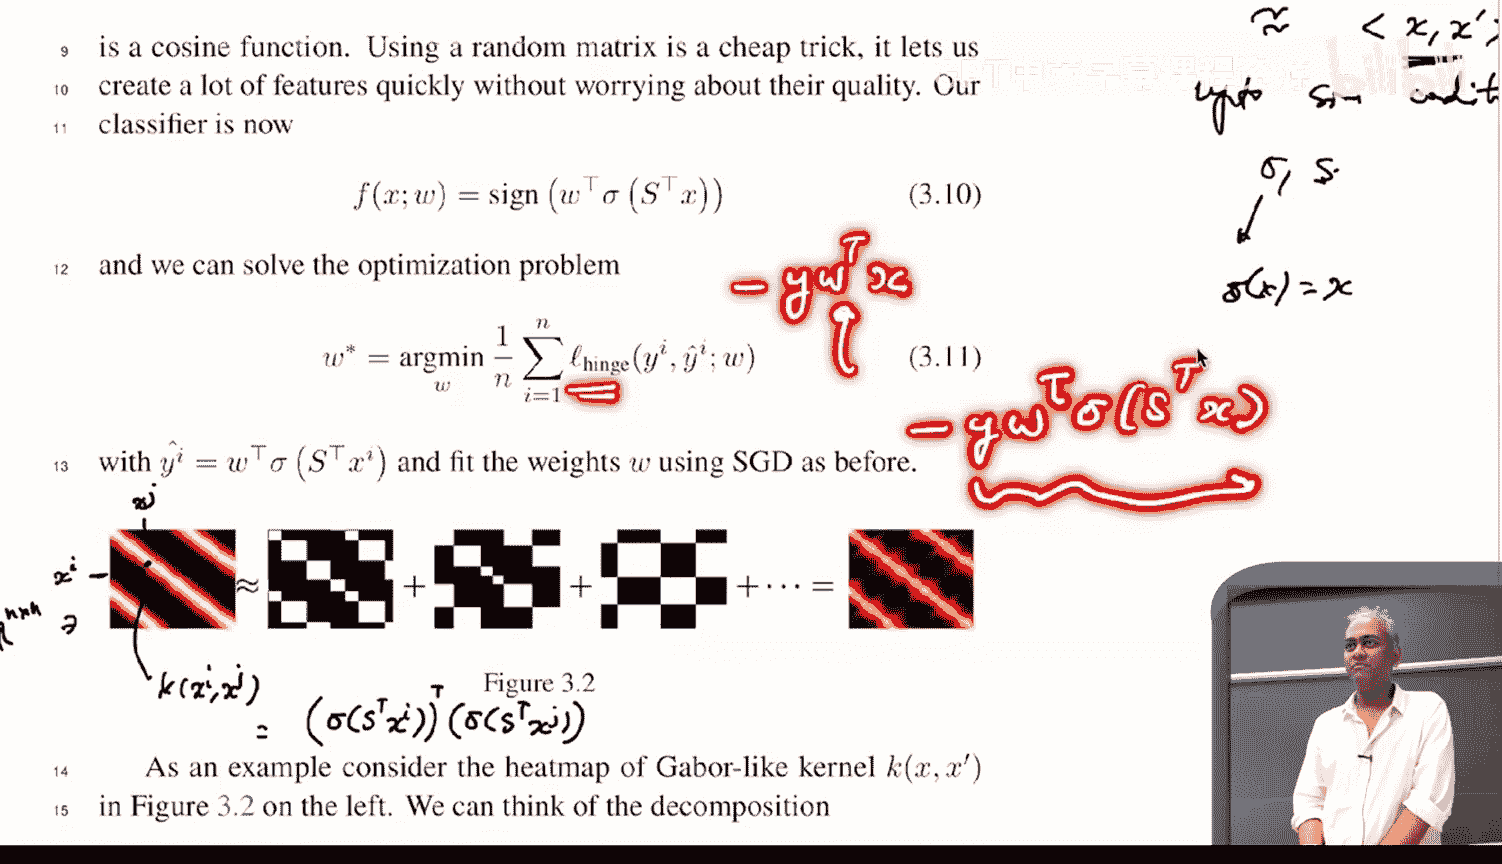 9 is a cosine function. Using a random matrix is a cheap trick, it lets us
10 create a lot of features quickly without worrying about their quality. Our
11 classifier is now
f(x; w) = sign (w⊤σ (S⊤x)) (3.10)
12 and we can solve the optimization problem
w* = argmin_w 1/n ∑_{i=1}^{n} ℓ_hinge(y^i, ŷ^i; w) (3.11)
13 with ŷ^i = w⊤σ (S⊤x^i) and fit the weights w using SGD as before.
≈ + + + ··· =
Figure 3.2
14 As an example consider the heatmap of Gabor-like kernel k(x, x′)
15 in Figure 3.2 on the left. We can think of the decomposition
≈ < x, x′ >
upto
σ, S
σ(x) = x
− y w^T x
− y w^T σ(S^T x)
x^j
x^i
k(x^i, x^j)
= (σ(S^T x^i))^T (σ(S^T x^j))